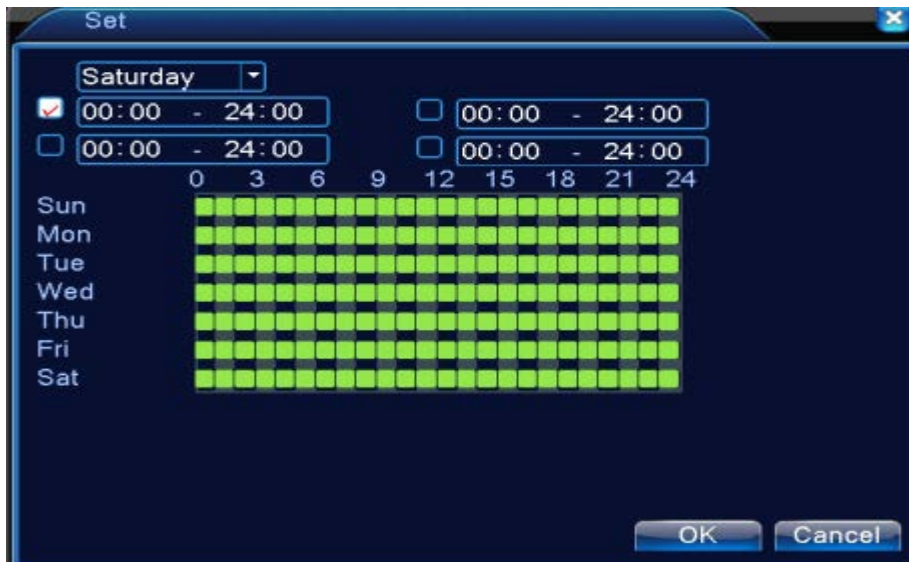 Set
Saturday
00:00 - 24:00 00:00 - 24:00
00:00 - 24:00 00:00 - 24:00
0 3 6 9 12 15 18 21 24
Sun
Mon
Tue
Wed
Thu
Fri
Sat
OK Cancel